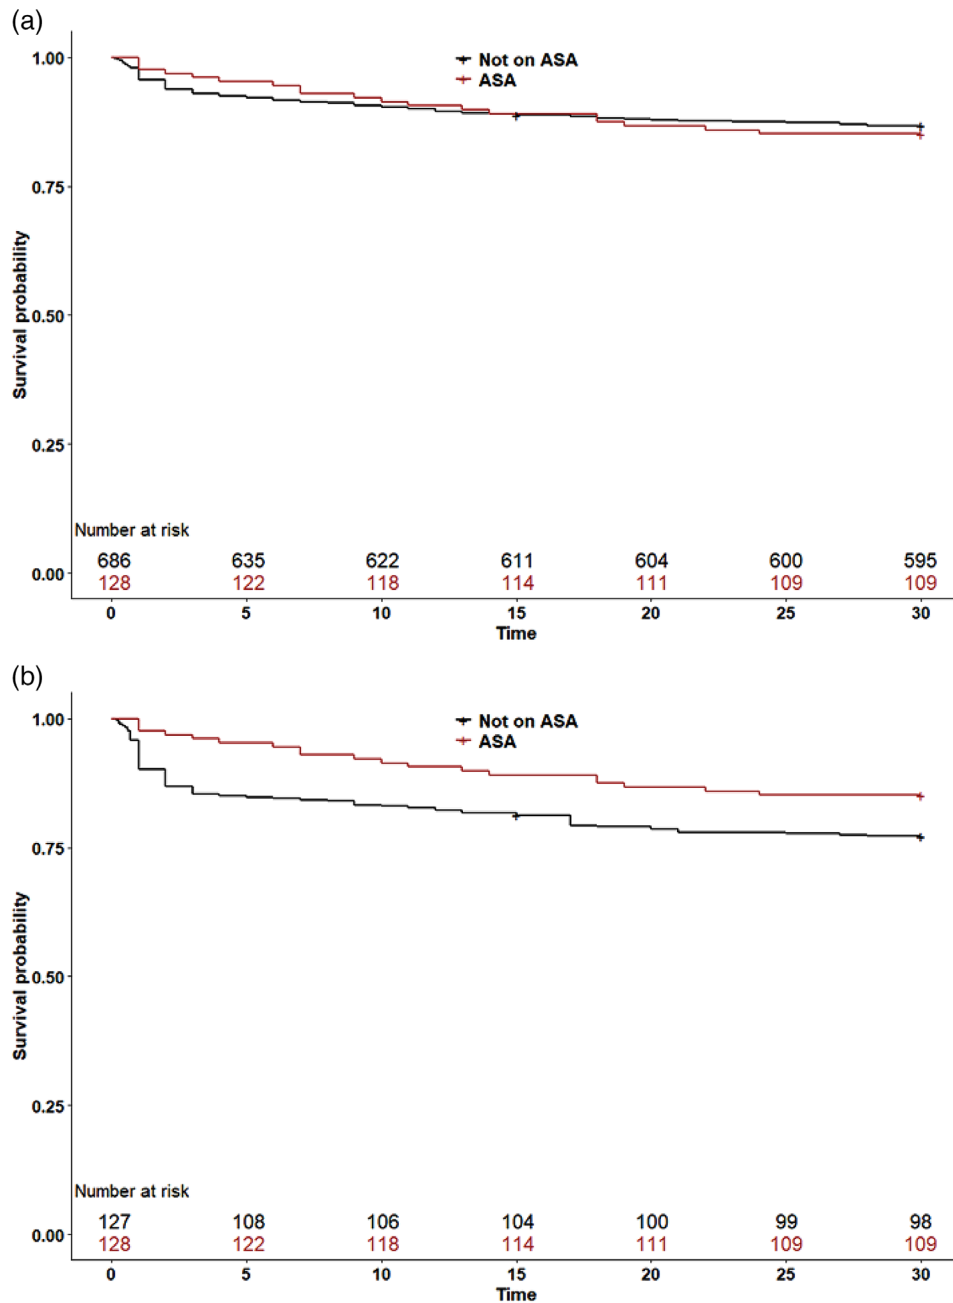 (a)
Survival probability
1.00
0.75
0.50
0.25
0.00
Not on ASA
ASA
Number at risk
686 635 622 611 604 600 595
128 122 118 114 111 109 109
0 5 10 15 20 25 30
Time
(b)
Survival probability
1.00
0.75
0.50
0.25
0.00
Not on ASA
ASA
Number at risk
127 108 106 104 100 99 98
128 122 118 114 111 109 109
0 5 10 15 20 25 30
Time